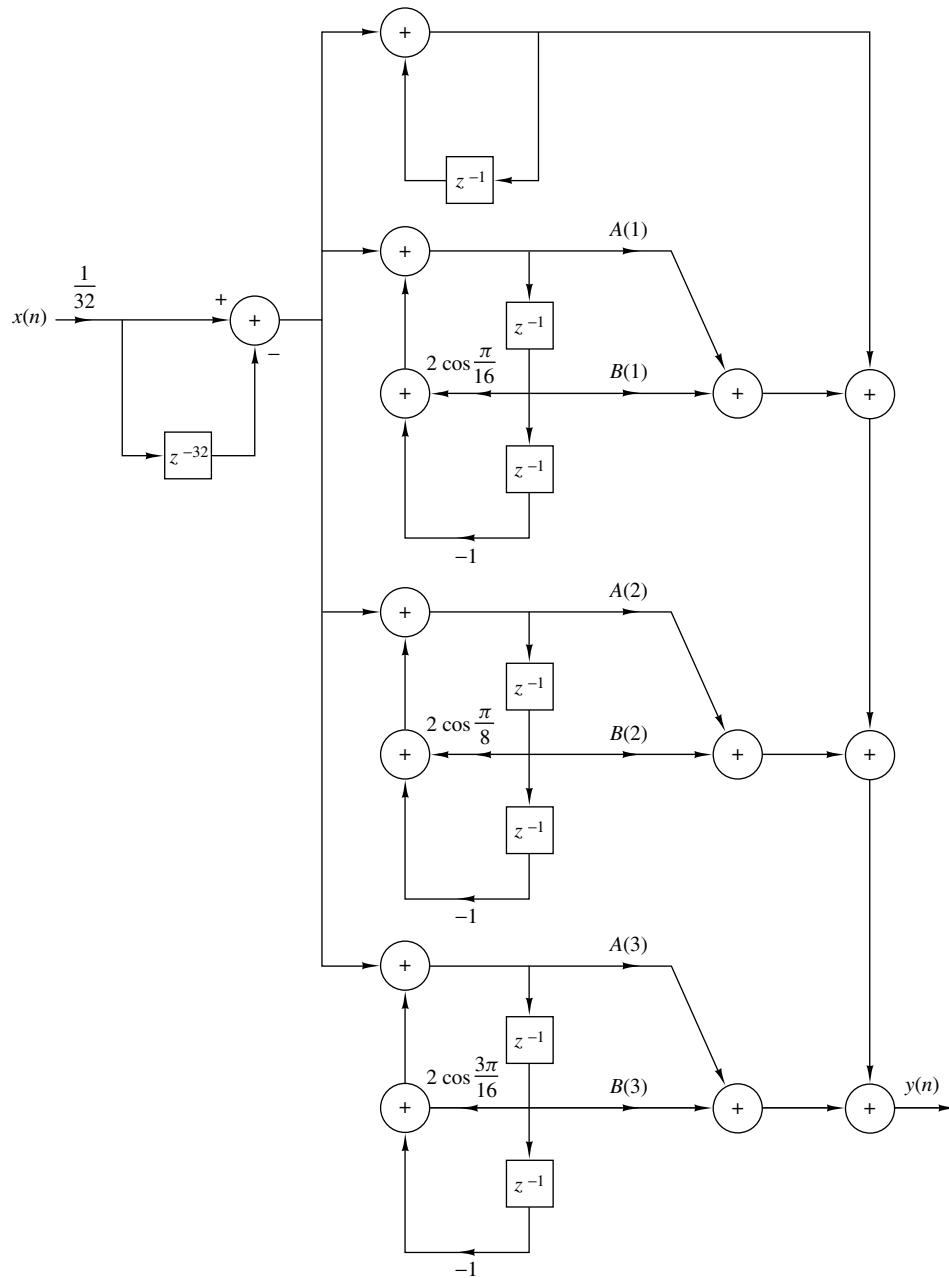 +
z⁻¹
+
A(1)
1/32
x(n)
+
+
−
z⁻¹
2 cos π/16
B(1)
+
+
+
z⁻³²
z⁻¹
−1
+
A(2)
z⁻¹
2 cos π/8
B(2)
+
+
+
z⁻¹
−1
+
A(3)
z⁻¹
2 cos 3π/16
B(3)
y(n)
+
+
+
z⁻¹
−1